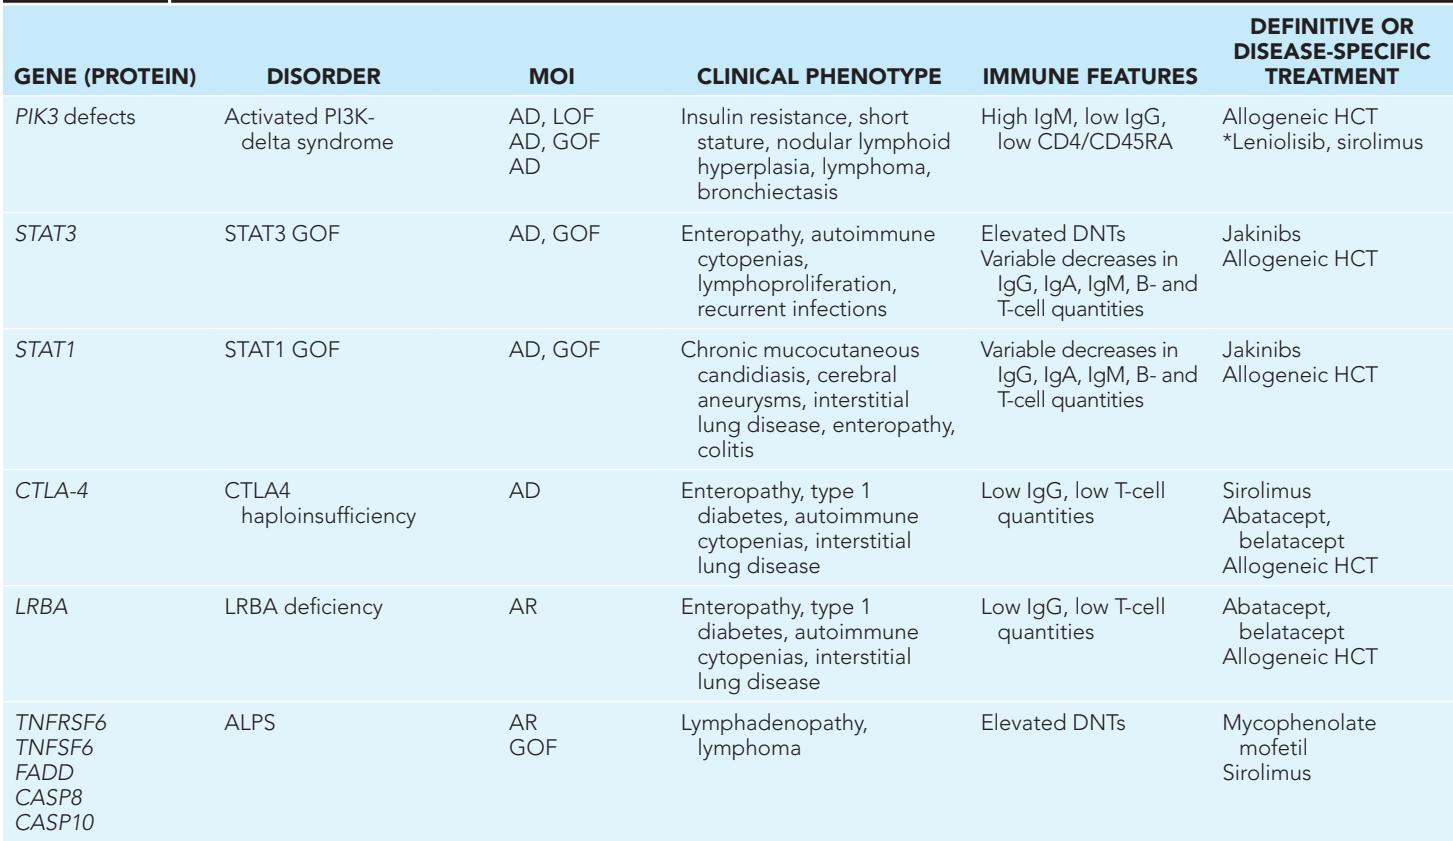 GENE (PROTEIN) DISORDER MOI CLINICAL PHENOTYPE IMMUNE FEATURES DEFINITIVE OR
DISEASE-SPECIFIC
TREATMENT
PIK3 defects Activated PI3K- AD, LOF Insulin resistance, short High IgM, low IgG, Allogeneic HCT
delta syndrome AD, GOF stature, nodular lymphoid low CD4/CD45RA *Leniolisib, sirolimus
AD hyperplasia, lymphoma,
bronchiectasis
STAT3 STAT3 GOF AD, GOF Enteropathy, autoimmune Elevated DNTs Jakinibs
cytopenias, Variable decreases in Allogeneic HCT
lymphoproliferation, IgG, IgA, IgM, B- and
recurrent infections T-cell quantities
STAT1 STAT1 GOF AD, GOF Chronic mucocutaneous Variable decreases in Jakinibs
candidiasis, cerebral IgG, IgA, IgM, B- and Allogeneic HCT
aneurysms, interstitial T-cell quantities
lung disease, enteropathy,
colitis
CTLA-4 CTLA4 AD Enteropathy, type 1 Low IgG, low T-cell Sirolimus
haploinsufficiency diabetes, autoimmune quantities Abatacept,
cytopenias, interstitial belatacept
lung disease Allogeneic HCT
LRBA LRBA deficiency AR Enteropathy, type 1 Low IgG, low T-cell Abatacept,
diabetes, autoimmune quantities belatacept
cytopenias, interstitial Allogeneic HCT
lung disease
TNFRSF6 ALPS AR Lymphadenopathy, Elevated DNTs Mycophenolate
TNFSF6 GOF lymphoma mofetil
FADD Sirolimus
CASP8
CASP10